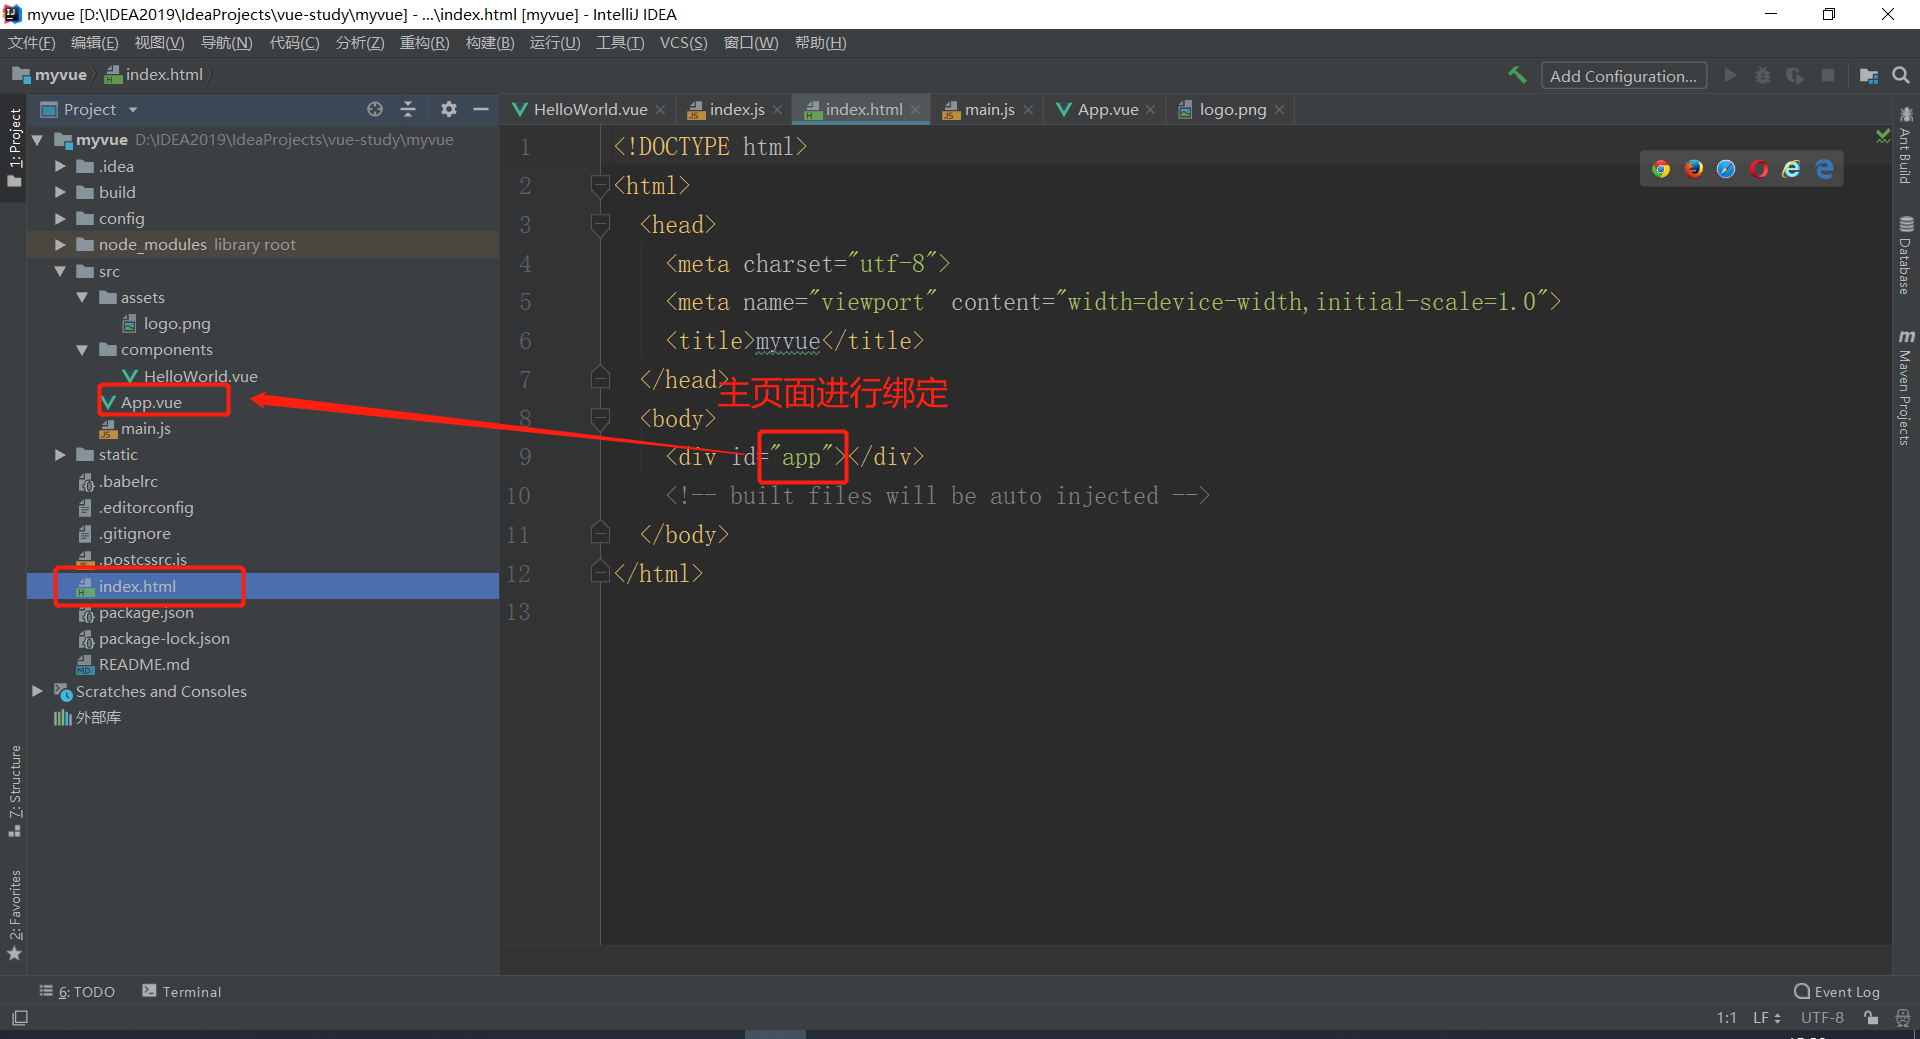 myvue [D:\IDEA2019\IdeaProjects\vue-study\myvue] - ...\index.html [myvue] - IntelliJ IDEA
文件(F) 编辑(E) 视图(V) 导航(N) 代码(C) 分析(Z) 重构(R) 构建(B) 运行(U) 工具(T) VCS(S) 窗口(W) 帮助(H)
myvue index.html Add Configuration...
1: Project
Project
HelloWorld.vue index.js index.html main.js App.vue logo.png
myvue D:\IDEA2019\IdeaProjects\vue-study\myvue
.idea
build
config
node_modules library root
src
assets
logo.png
components
HelloWorld.vue
App.vue
main.js
static
.babelrc
.editorconfig
.gitignore
.postcssrc.js
index.html
package.json
package-lock.json
README.md
Scratches and Consoles
外部库
1 <!DOCTYPE html>
2 <html>
3 <head>
4 <meta charset="utf-8">
5 <meta name="viewport" content="width=device-width,initial-scale=1.0">
6 <title>myvue</title>
7 </head>
主页面进行绑定
8 <body>
9 <div id="app"></div>
10 <!-- built files will be auto injected -->
11 </body>
12 </html>
13
Ant Build
Database
m Maven Projects
7: Structure
2: Favorites
6: TODO Terminal Event Log
1:1 LF UTF-8